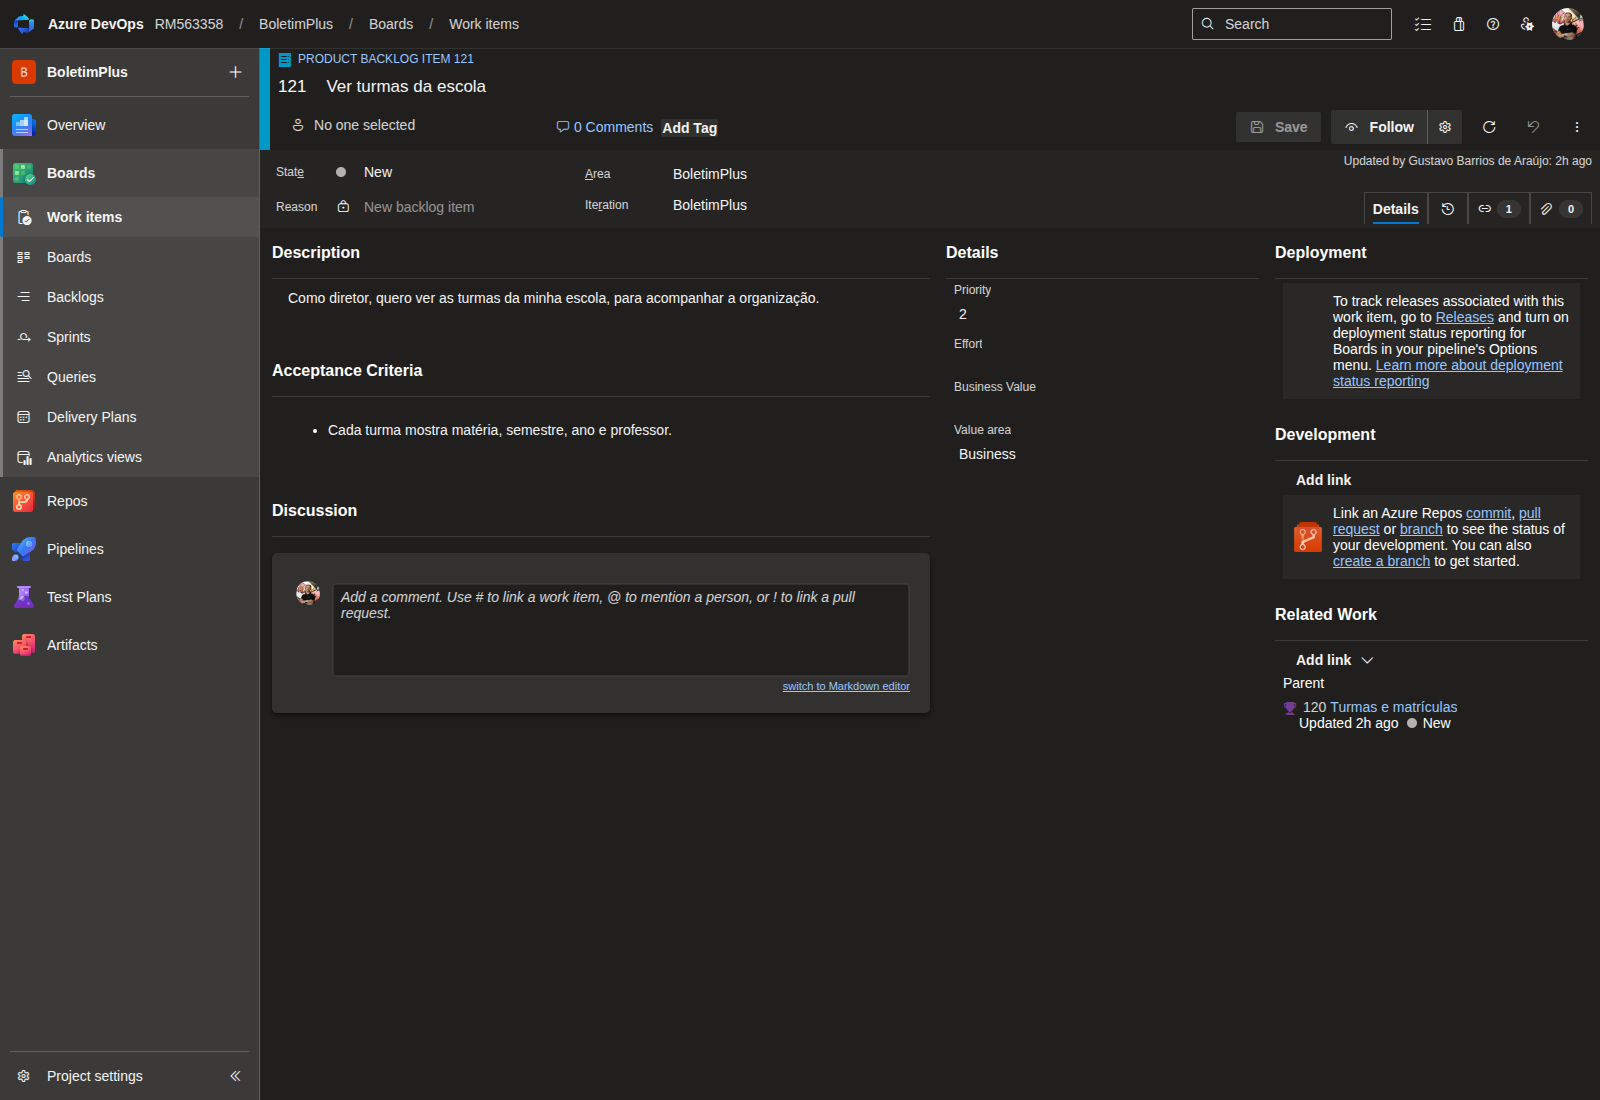 Azure DevOps RM563358 / BoletimPlus / Boards / Work items
Search
B BoletimPlus
Overview
Boards
Work items
Boards
Backlogs
Sprints
Queries
Delivery Plans
Analytics views
Repos
Pipelines
Test Plans
Artifacts
Project settings
PRODUCT BACKLOG ITEM 121
121 Ver turmas da escola
No one selected
0 Comments Add Tag
Save
Follow
State New
Area BoletimPlus
Updated by Gustavo Barrios de Araújo: 2h ago
Reason New backlog item
Iteration BoletimPlus
Details 1 0
Description
Como diretor, quero ver as turmas da minha escola, para acompanhar a organização.
Acceptance Criteria
Cada turma mostra matéria, semestre, ano e professor.
Discussion
Add a comment. Use # to link a work item, @ to mention a person, or ! to link a pull
request.
switch to Markdown editor
Details
Priority
2
Effort
Business Value
Value area
Business
Deployment
To track releases associated with this
work item, go to Releases and turn on
deployment status reporting for
Boards in your pipeline's Options
menu. Learn more about deployment
status reporting
Development
Add link
Link an Azure Repos commit, pull
request or branch to see the status of
your development. You can also
create a branch to get started.
Related Work
Add link
Parent
120 Turmas e matrículas
Updated 2h ago New